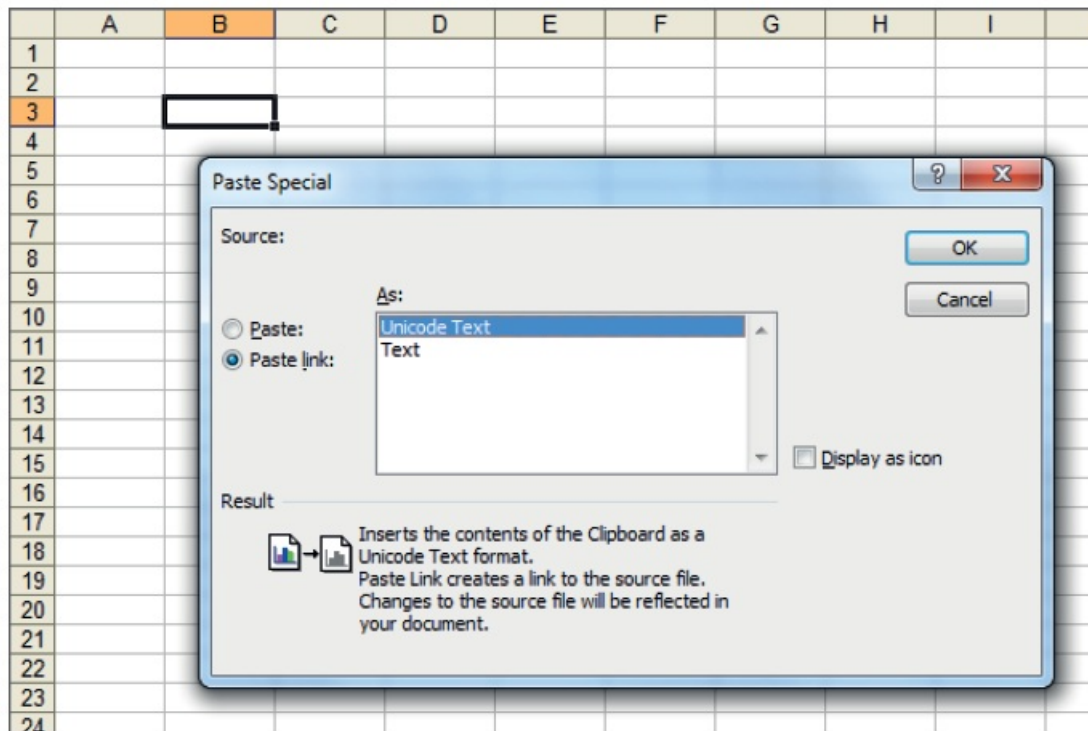 A B C D E F G H I
1
2
3
4
5
Paste Special
6
7
Source:
8
OK
9
As:
Cancel
10
Paste:
Unicode Text
11
Paste link:
Text
12
13
14
15
Display as icon
16
Result
17
Inserts the contents of the Clipboard as a
18
Unicode Text format.
19
Paste Link creates a link to the source file.
20
Changes to the source file will be reflected in
21
your document.
22
23
24